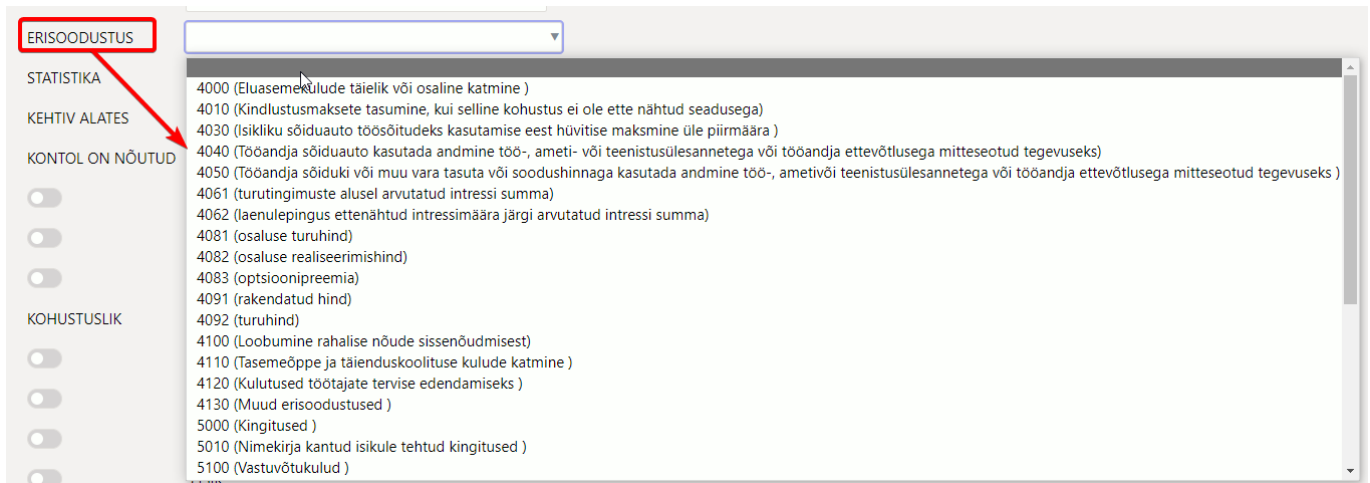 ERISOODUSTUS
STATISTIKA
KEHTIV ALATES
KONTOL ON NÕUTUD
KOHUSTUSLIK
4000 (Eluasemekulude täielik või osaline katmine )
4010 (Kindlustusmaksete tasumine, kui selline kohustus ei ole ette nähtud seadusega)
4030 (Isikliku sõiduauto töösõitudeks kasutamise eest hüvitise maksmine üle piirmäära )
4040 (Tööandja sõiduauto kasutada andmine töö-, ameti- või teenistusülesannetega või tööandja ettevõtlusega mitteseotud tegevuseks)
4050 (Tööandja sõiduki või muu vara tasuta või soodushinnaga kasutada andmine töö-, ametivõi teenistusülesannetega või tööandja ettevõtlusega mitteseotud tegevuseks )
4061 (turutingimuste alusel arvutatud intressi summa)
4062 (laenulepingus ettenähtud intressimäära järgi arvutatud intressi summa)
4081 (osaluse turuhind)
4082 (osaluse realiseerimishind)
4083 (optsioonipreemia)
4091 (rakendatud hind)
4092 (turuhind)
4100 (Loobumine rahalise nõude sissenõudmisest)
4110 (Tasemeõppe ja täienduskoolituse kulude katmine )
4120 (Kulutused töötajate tervise edendamiseks )
4130 (Muud erisoodustused )
5000 (Kingitused )
5010 (Nimekirja kantud isikule tehtud kingitused )
5100 (Vastuvõtukulud )